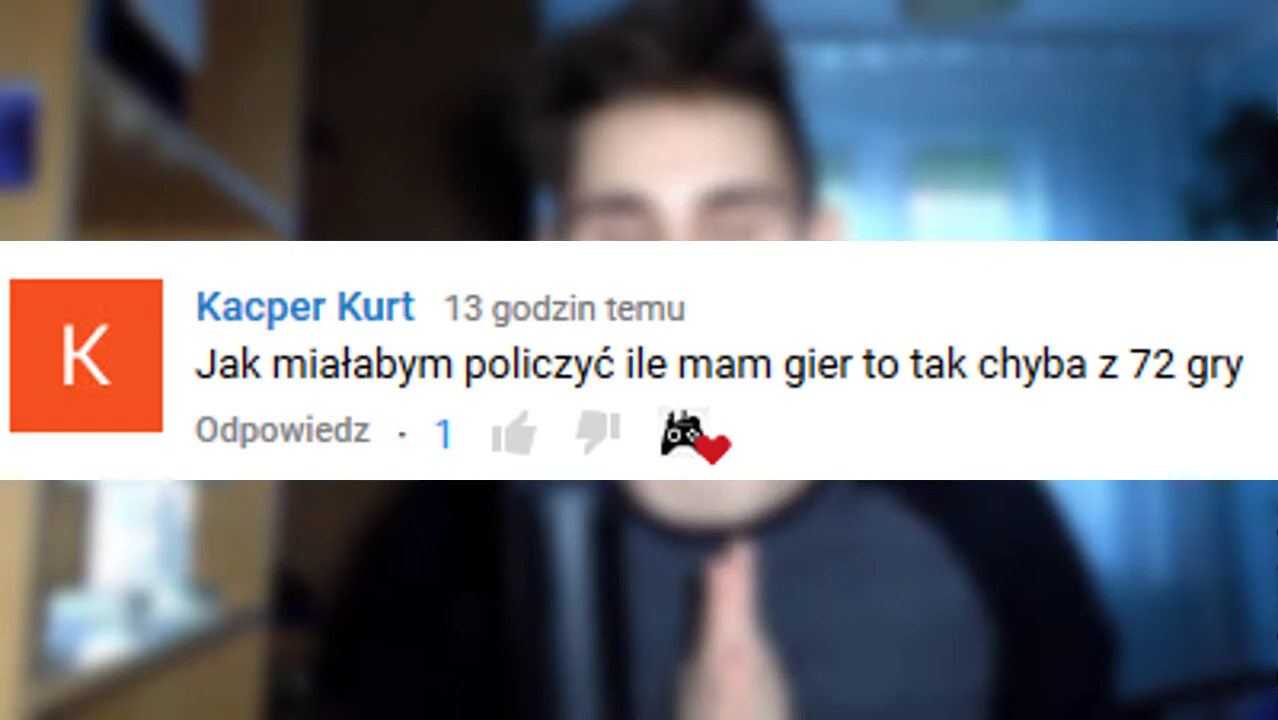 K
Kacper Kurt 13 godzin temu
Jak miałabym policzyć ile mam gier to tak chyba z 72 gry
Odpowiedz · 1